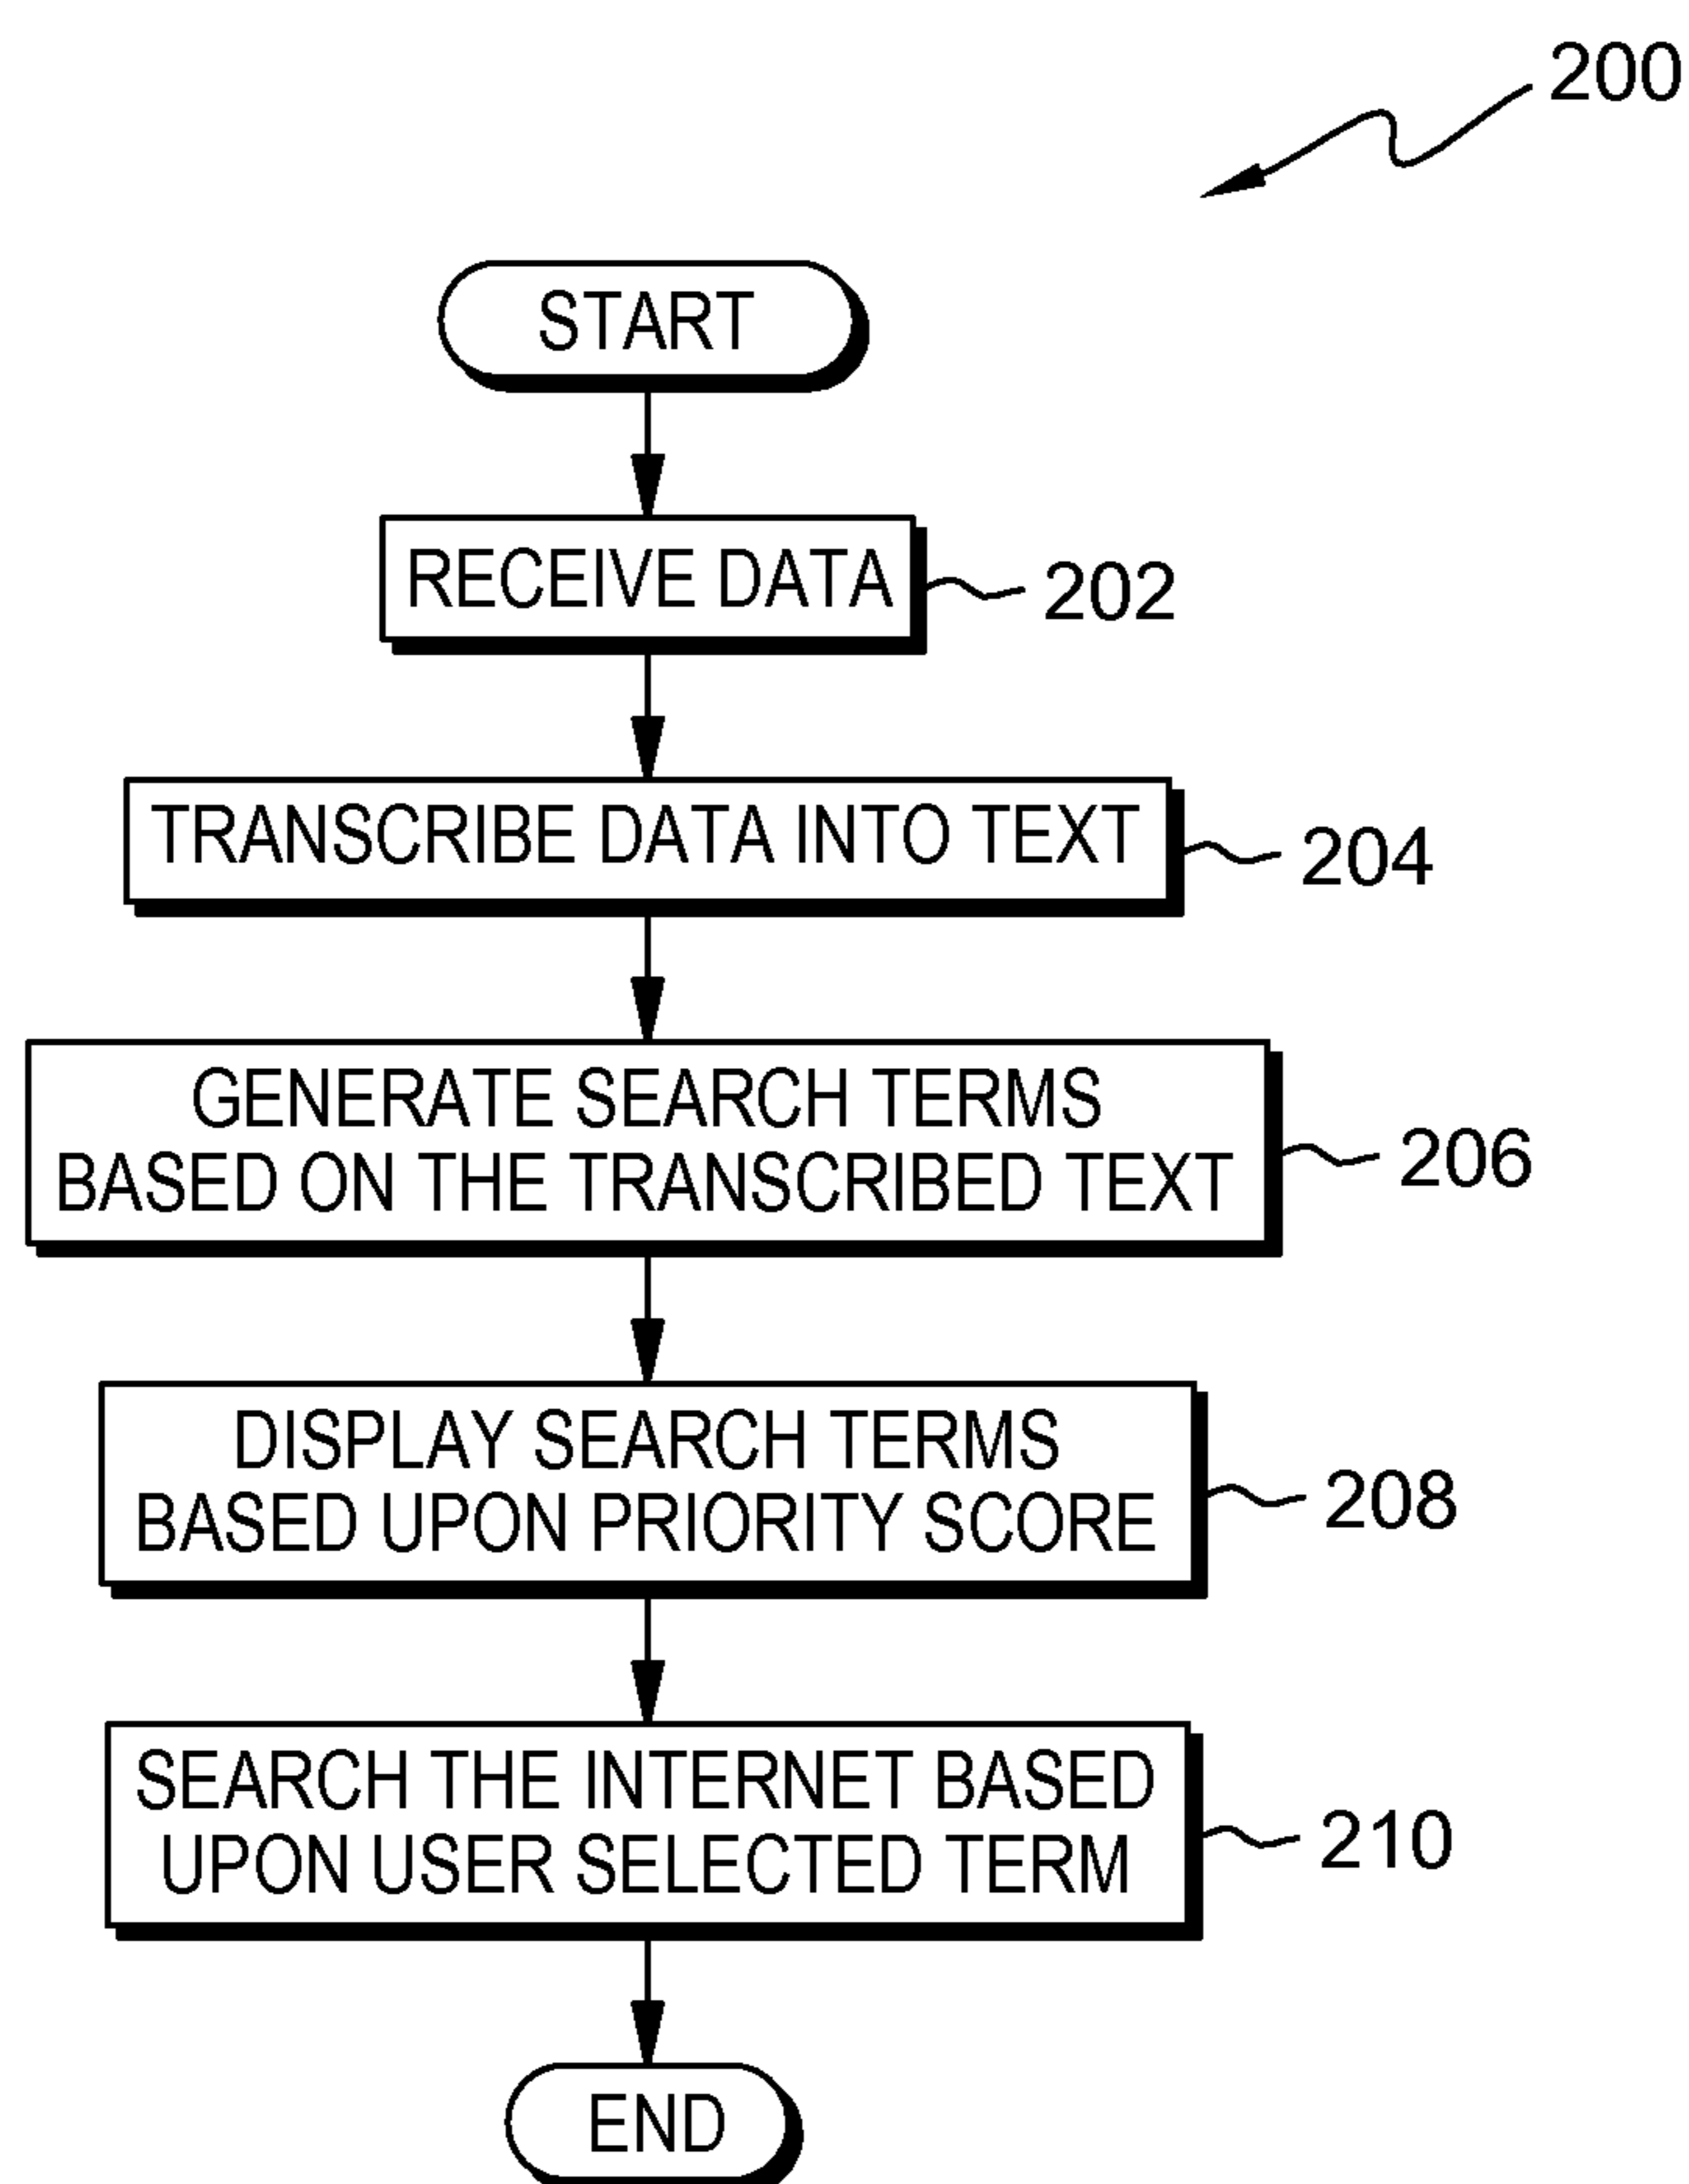 200
START
RECEIVE DATA
202
TRANSCRIBE DATA INTO TEXT
204
GENERATE SEARCH TERMS
BASED ON THE TRANSCRIBED TEXT
206
DISPLAY SEARCH TERMS
BASED UPON PRIORITY SCORE
208
SEARCH THE INTERNET BASED
UPON USER SELECTED TERM
210
END